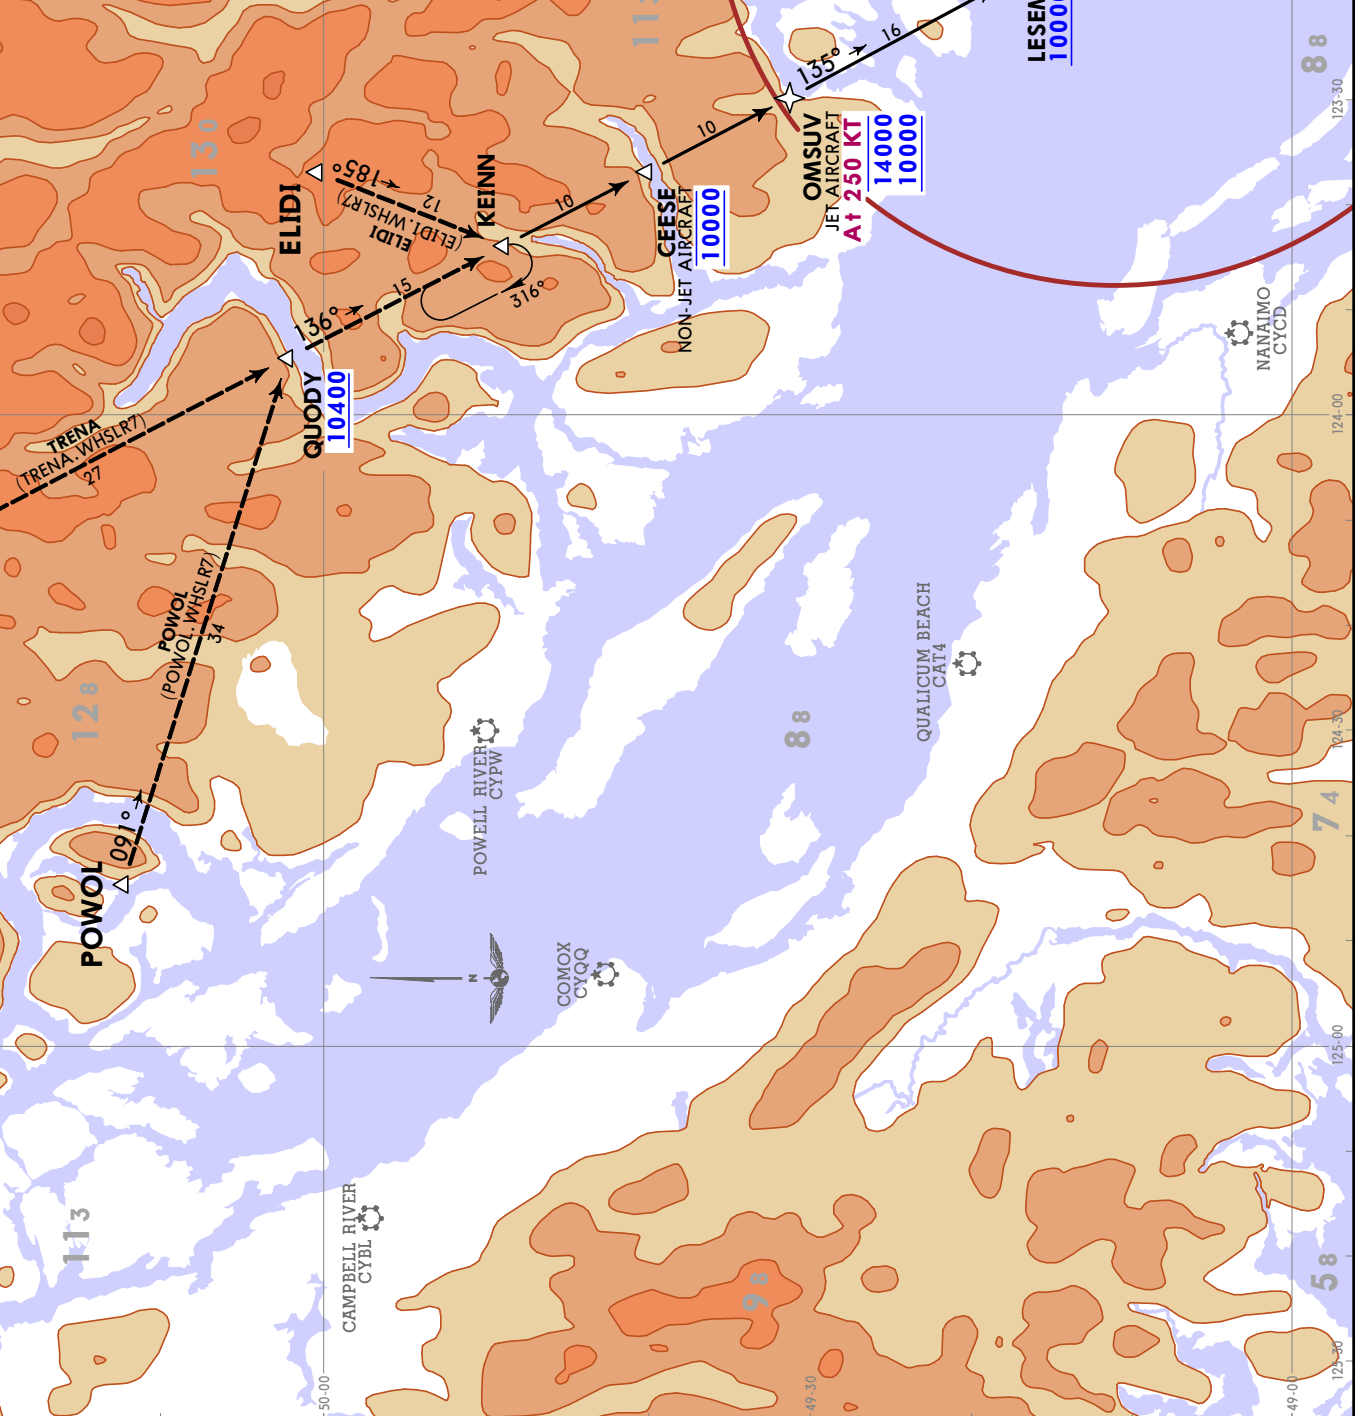 113
135°
16
LESEM
10000
88
123-30
130
185°
ELIDI
12
ELIDI
(ELIDI.WHSLR7)
KEINN
10
10
CEESE
NON-JET AIRCRAFT
10000
OMSUV
JET AIRCRAFT
At 250 KT
14000
10000
136°
15
316°
NANAIMO
CYCD
QUODY
10400
TRENA
(TRENA.WHSLR7)
27
124-00
POWOL
(POWOL.WHSLR7)
34
128
POWELL RIVER
CYPW
88
QUALICUM BEACH
CAT4
124-30
74
091°
POWOL
N
COMOX
CYQQ
125-00
113
CAMPBELL RIVER
CYBL
98
58
50-00
49-30
49-00
125-30